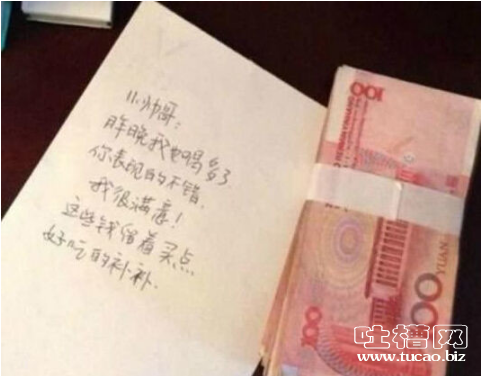 小帅哥：
昨晚我也喝多了
你表现的不错，
我很满意！
这些钱留着买点
好吃的补补.
100
YUAN
100
100
吐槽网
www.tucao.biz